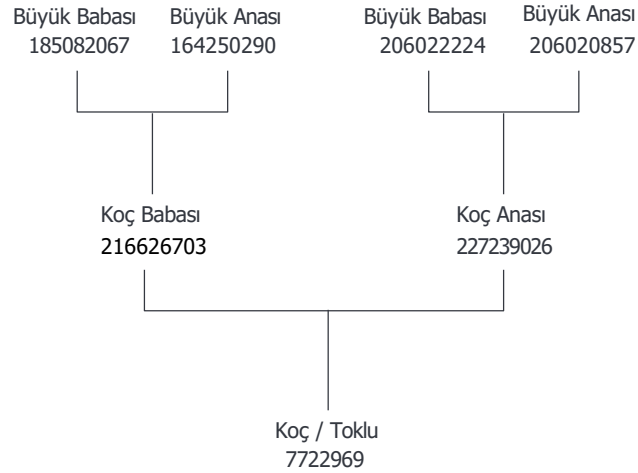 Büyük Babası Büyük Anası Büyük Babası Büyük Anası
185082067 164250290 206022224 206020857
Koç Babası Koç Anası
216626703 227239026
Koç / Toklu
7722969